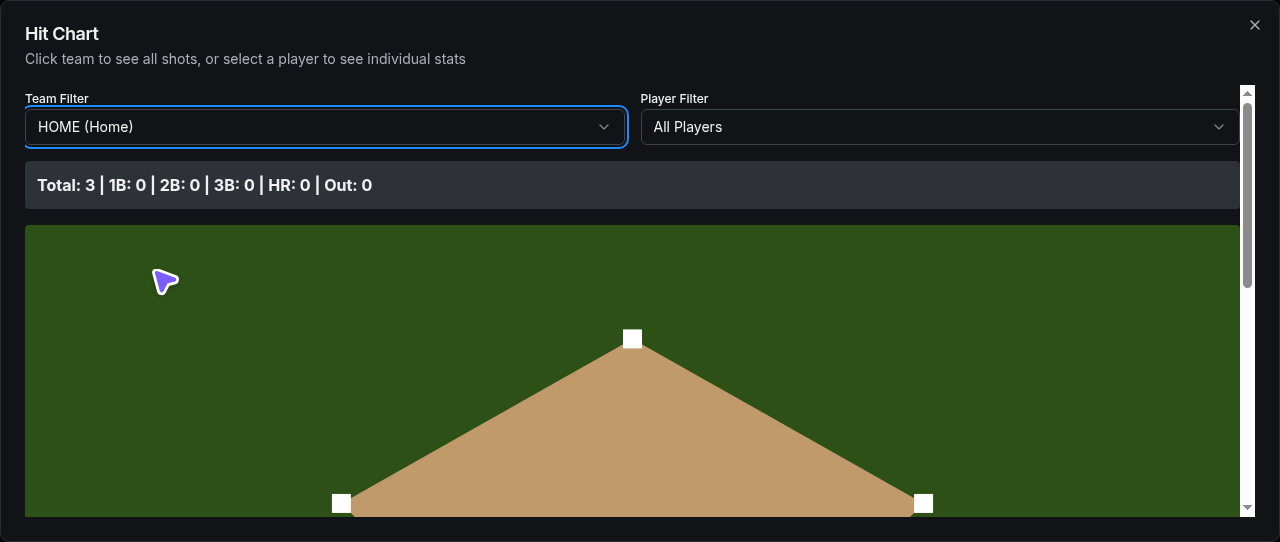 Hit Chart
Click team to see all shots, or select a player to see individual stats
Team Filter
Player Filter
HOME (Home)
All Players
Total: 3 | 1B: 0 | 2B: 0 | 3B: 0 | HR: 0 | Out: 0